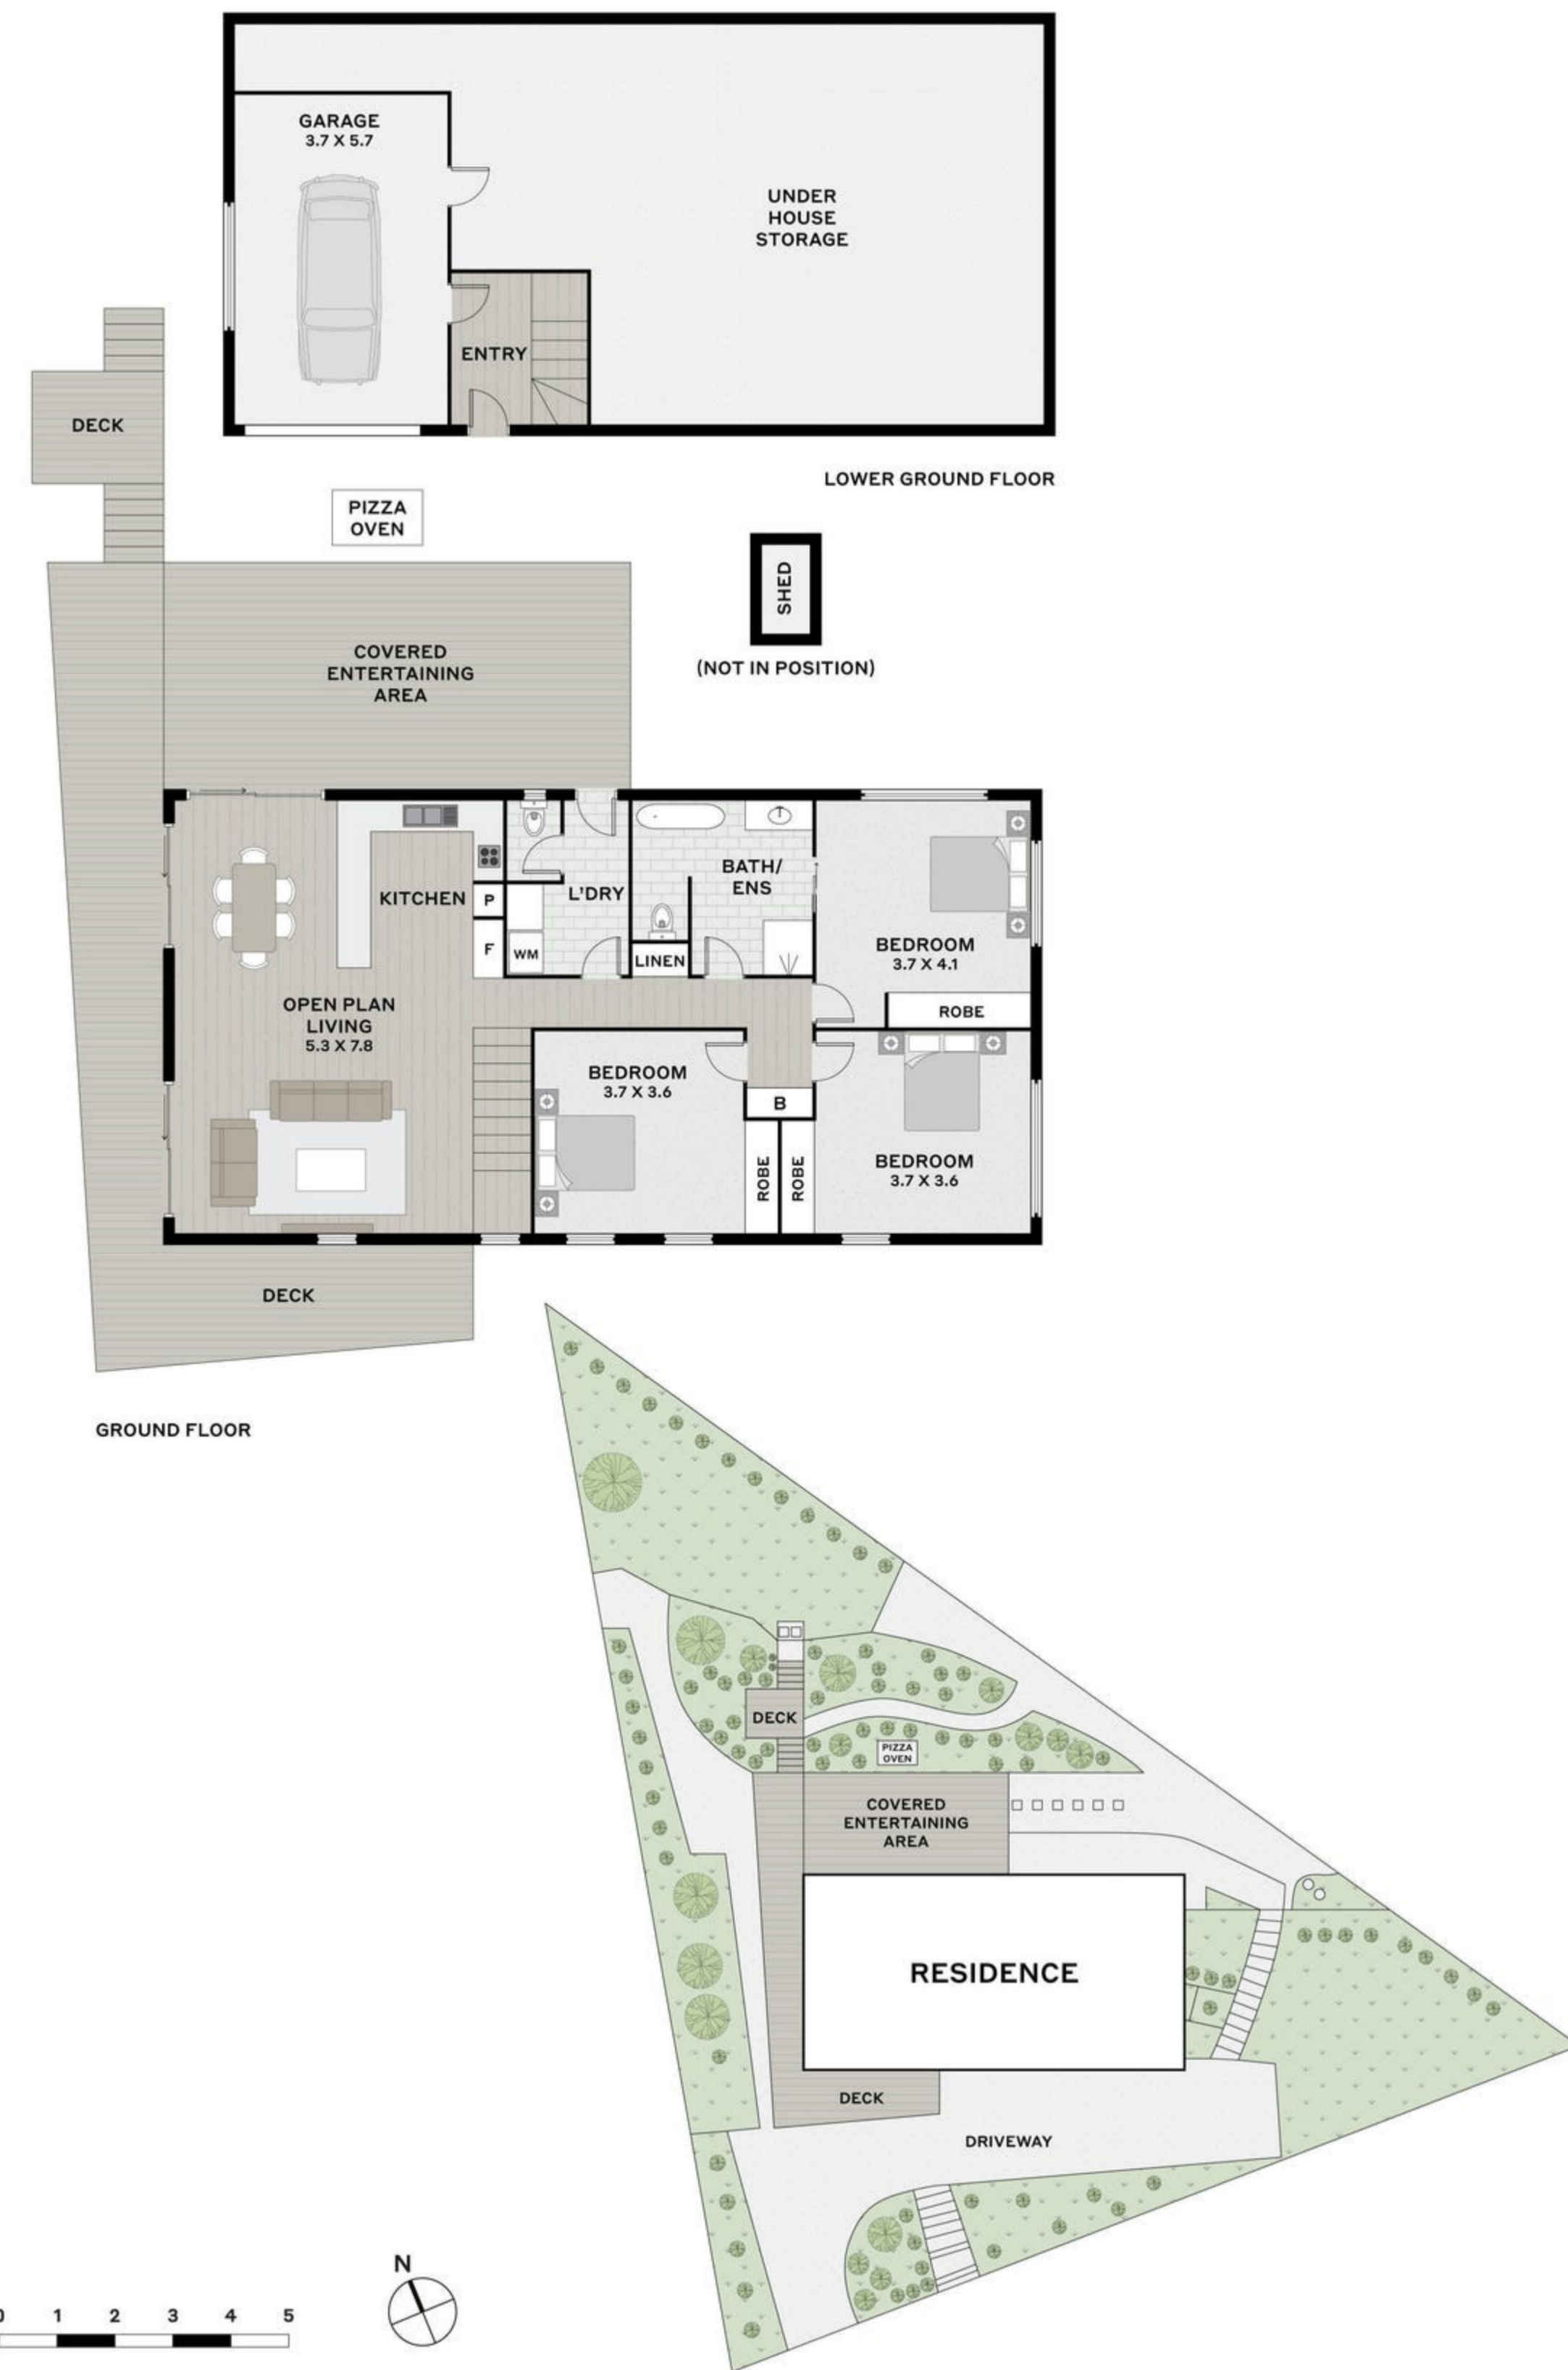 GARAGE
3.7 X 5.7
UNDER
HOUSE
STORAGE
ENTRY
DECK
LOWER GROUND FLOOR
PIZZA
OVEN
SHED
(NOT IN POSITION)
COVERED
ENTERTAINING
AREA
KITCHEN
P
F
L'DRY
WM
BATH/
ENS
LINEN
BEDROOM
3.7 X 4.1
ROBE
OPEN PLAN
LIVING
5.3 X 7.8
BEDROOM
3.7 X 3.6
B
ROBE
ROBE
BEDROOM
3.7 X 3.6
DECK
GROUND FLOOR
DECK
PIZZA
OVEN
COVERED
ENTERTAINING
AREA
RESIDENCE
DECK
DRIVEWAY
N
0 1 2 3 4 5